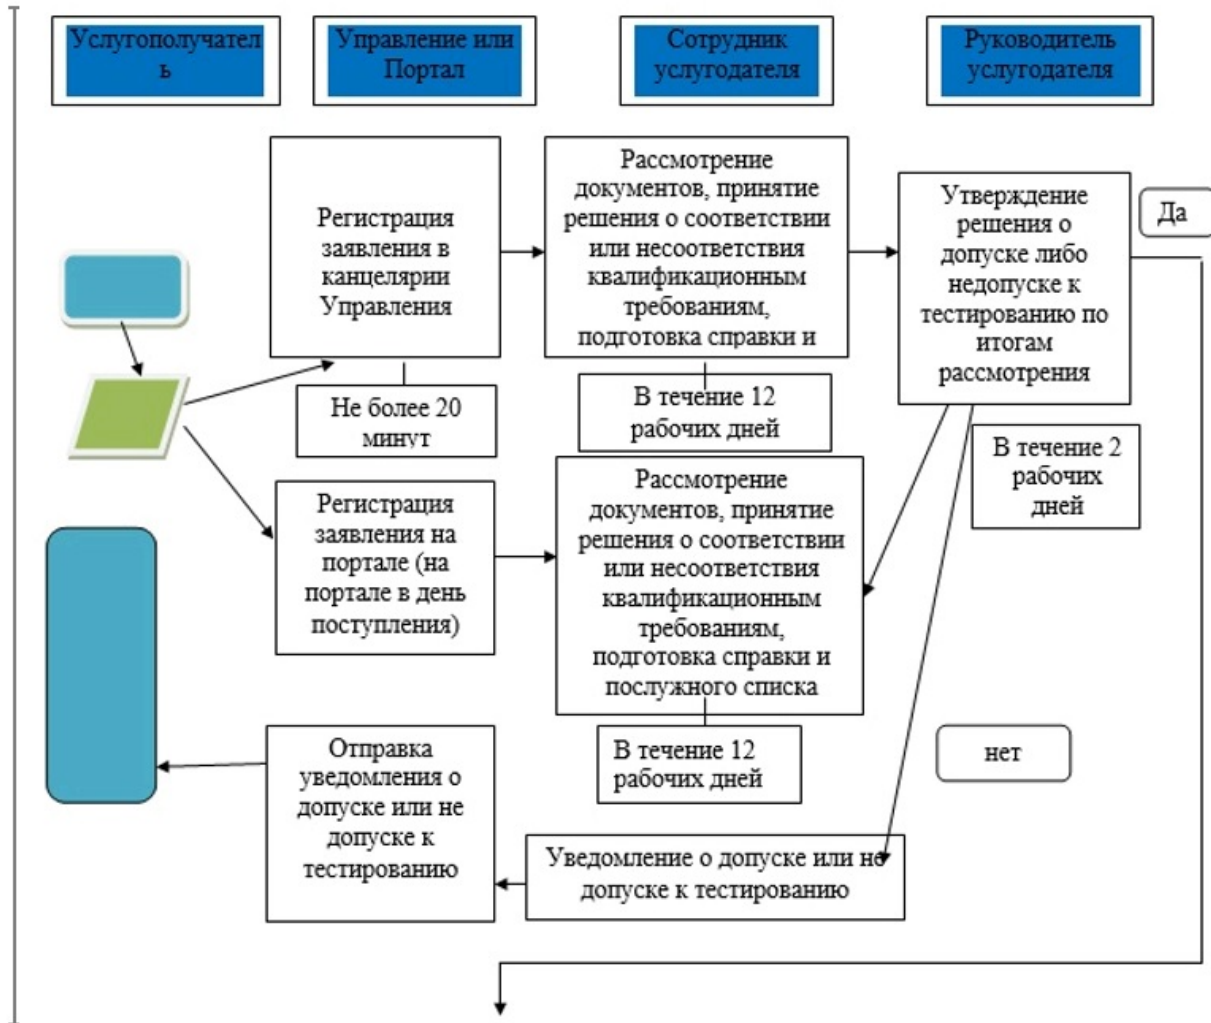 Услугополучател
ь
Управление или
Портал
Сотрудник
услугодателя
Руководитель
услугодателя
Регистрация
заявления в
канцелярии
Управления
Рассмотрение
документов, принятие
решения о соответствии
или несоответствия
квалификационным
требованиям,
подготовка справки и
Утверждение
решения о
допуске либо
недопуске к
тестированию по
итогам
рассмотрения
Да
Не более 20
минут
В течение 12
рабочих дней
В течение 2
рабочих
дней
Регистрация
заявления на
портале (на
портале в день
поступления)
Рассмотрение
документов, принятие
решения о соответствии
или несоответствия
квалификационным
требованиям,
подготовка справки и
послужного списка
В течение 12
рабочих дней
нет
Отправка
уведомления о
допуске или не
допуске к
тестированию
Уведомление о допуске или не
допуске к тестированию